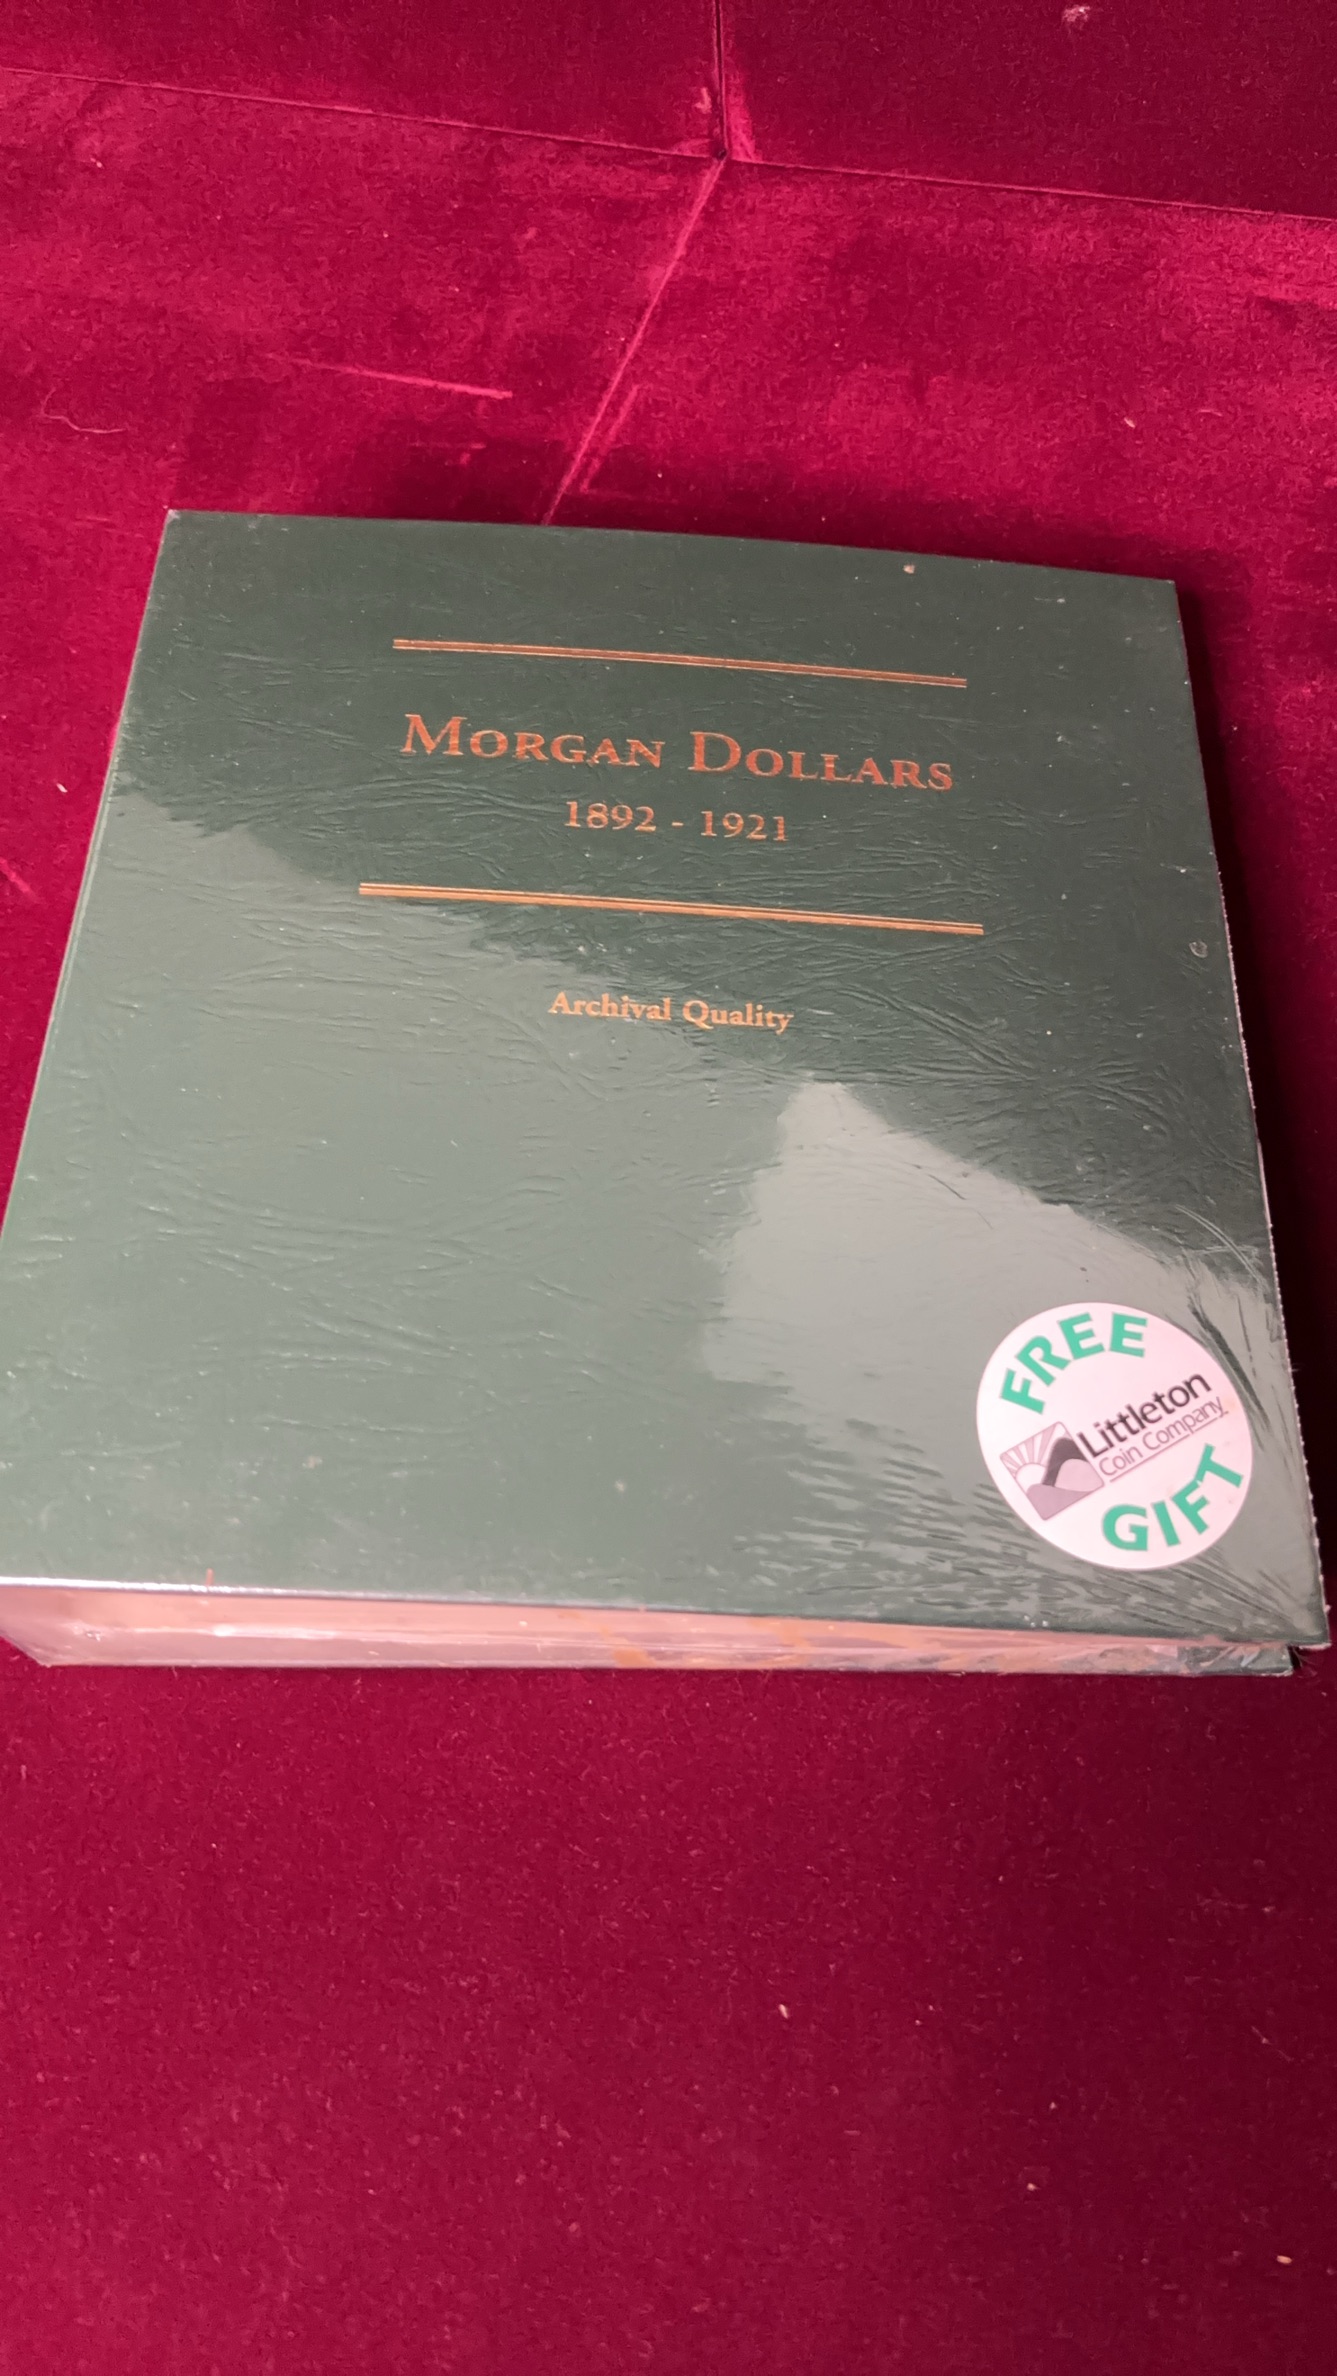 MORGAN DOLLARS
1892 - 1921
Archival Quality
FREE
Littleton
Coin Company
GIFT